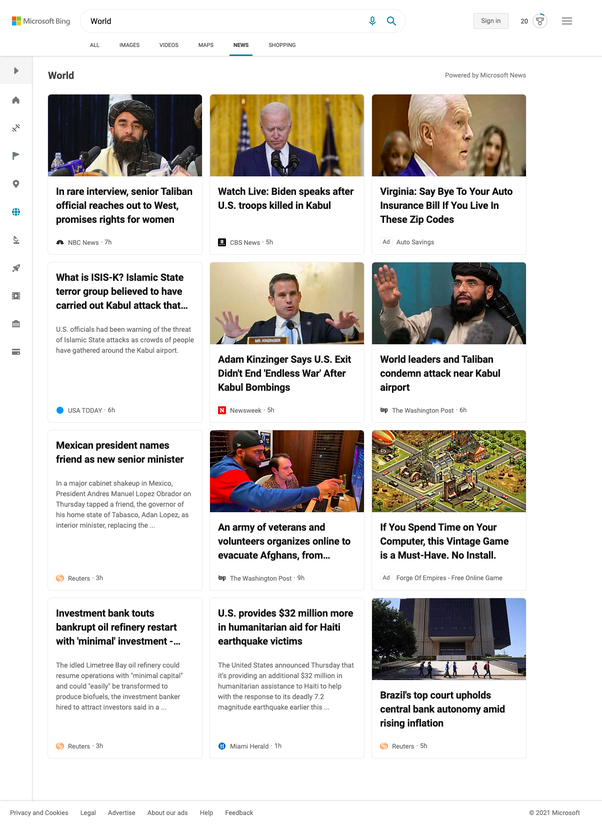 Microsoft Bing
World
Sign in
20
ALL
IMAGES
VIDEOS
MAPS
NEWS
SHOPPING
World
Powered by Microsoft News
In rare interview, senior Taliban
official reaches out to West,
promises rights for women
NBC News · 7h
Watch Live: Biden speaks after
U.S. troops killed in Kabul
CBS News · 5h
Virginia: Say Bye To Your Auto
Insurance Bill If You Live In
These Zip Codes
Ad Auto Savings
What is ISIS-K? Islamic State
terror group believed to have
carried out Kabul attack that…
U.S. officials had been warning of the threat
of Islamic State attacks as crowds of people
have gathered around the Kabul airport.
USA TODAY · 6h
MR. KINZINGER
Adam Kinzinger Says U.S. Exit
Didn't End 'Endless War' After
Kabul Bombings
N Newsweek · 5h
World leaders and Taliban
condemn attack near Kabul
airport
wp The Washington Post · 6h
Mexican president names
friend as new senior minister
In a major cabinet shakeup in Mexico,
President Andres Manuel Lopez Obrador on
Thursday tapped a friend, the governor of
his home state of Tabasco, Adan Lopez, as
interior minister, replacing the ...
Reuters · 3h
An army of veterans and
volunteers organizes online to
evacuate Afghans, from…
wp The Washington Post · 9h
If You Spend Time on Your
Computer, this Vintage Game
is a Must-Have. No Install.
Ad Forge Of Empires - Free Online Game
Investment bank touts
bankrupt oil refinery restart
with 'minimal' investment -…
The idled Limetree Bay oil refinery could
resume operations with "minimal capital"
and could "easily" be transformed to
produce biofuels, the investment banker
hired to attract investors said in a ...
Reuters · 3h
U.S. provides $32 million more
in humanitarian aid for Haiti
earthquake victims
The United States announced Thursday that
it's providing an additional $32 million in
humanitarian assistance to Haiti to help
with the response to its deadly 7.2
magnitude earthquake earlier this ...
Miami Herald · 1h
Brazil's top court upholds
central bank autonomy amid
rising inflation
Reuters · 5h
Privacy and Cookies
Legal
Advertise
About our ads
Help
Feedback
© 2021 Microsoft